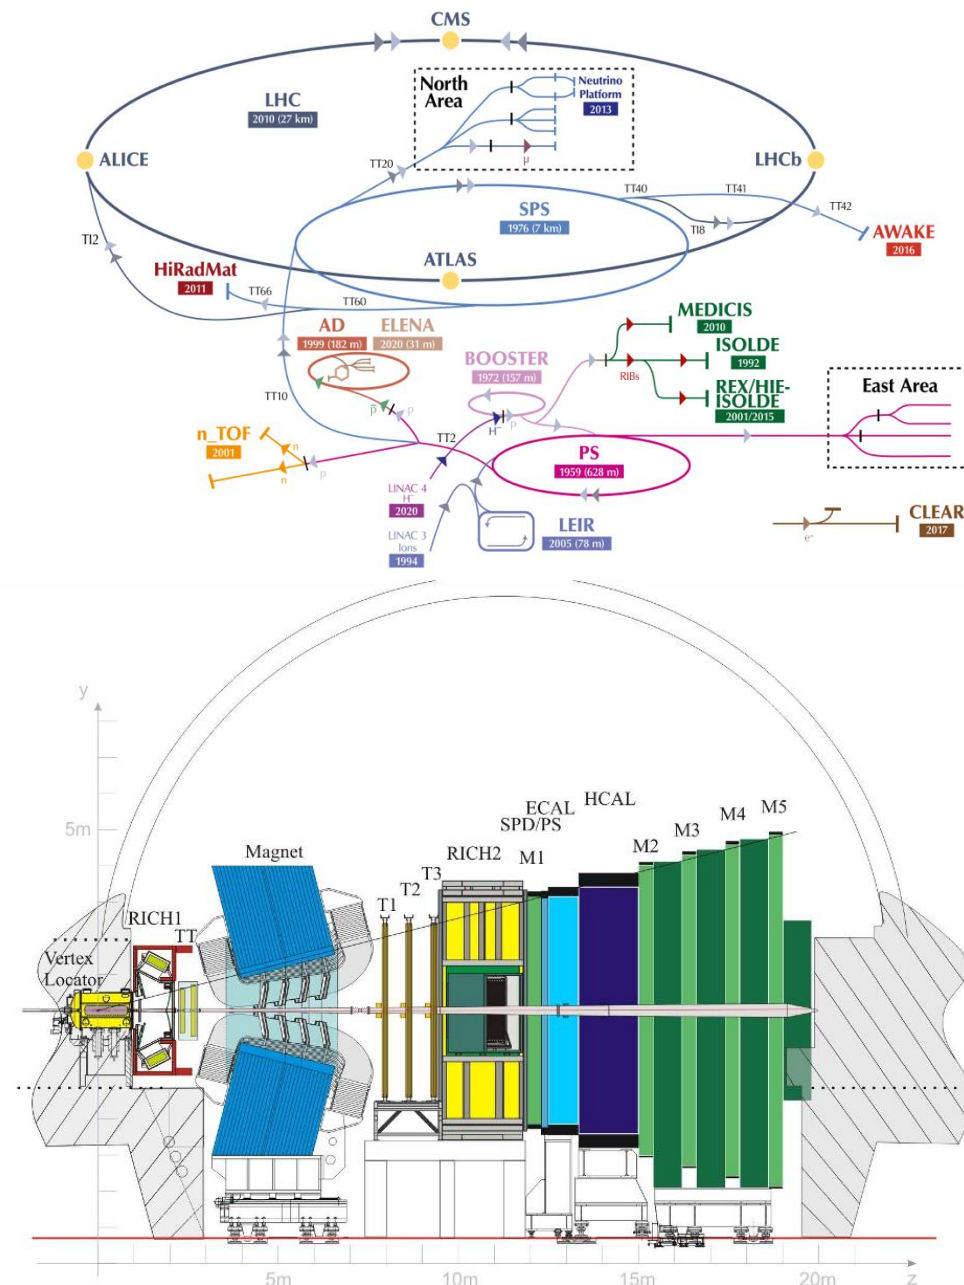 CMS
North
Area
Neutrino
Platform
2013
LHC
2010 (27 km)
μ
ALICE
LHCb
TT20
TT40
TT41
TT42
SPS
1976 (7 km)
TI8
TI2
AWAKE
2016
ATLAS
HiRadMat
2011
TT66
TT60
MEDICIS
2010
AD
1999 (182 m)
ELENA
2020 (31 m)
ISOLDE
1992
BOOSTER
1972 (157 m)
RIBs
REX/HIE-
ISOLDE
2001/2015
East Area
TT10
p̅
p
H⁻
p
n_TOF
2001
n
n
p
TT2
PS
1959 (628 m)
LINAC 4
H⁻
2020
LINAC 3
Ions
1994
LEIR
2005 (78 m)
CLEAR
2017
e⁻
y
5m
HCAL
ECAL
SPD/PS
M5
M4
M3
M2
M1
Magnet
RICH2
T3
T2
T1
RICH1
TT
Vertex
Locator
5m
10m
15m
20m
z